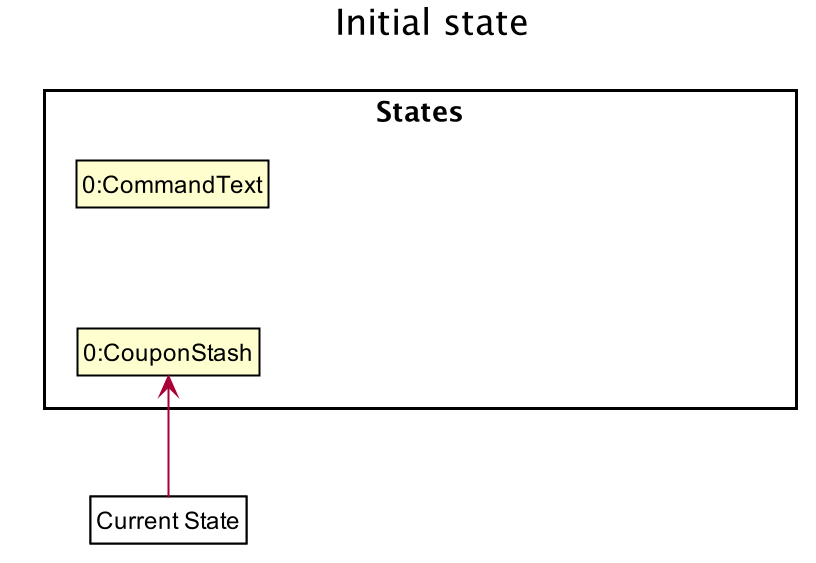 Initial state
States
0:CommandText
0:CouponStash
Current State